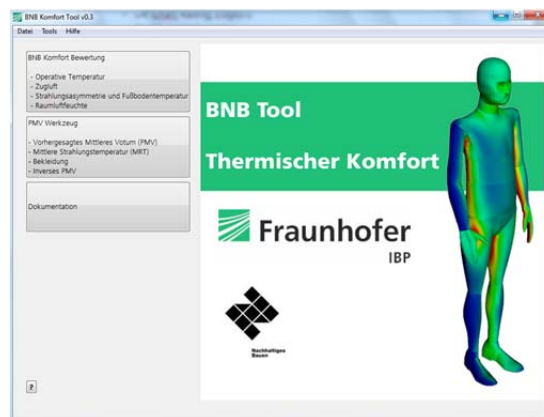 BNB Komfort Tool v0.3
Datei Tools Hilfe
BNB Komfort Bewertung
- Operative Temperatur
- Zugluft
- Strahlungsasymmetrie und Fußbodentemperatur
- Raumluftfeuchte
PMV Werkzeug
- Vorhergesagtes Mittleres Votum (PMV)
- Mittlere Strahlungstemperatur (MRT)
- Bekleidung
- Inverses PMV
Dokumentation
BNB Tool
Thermischer Komfort
Fraunhofer
IBP
Nachhaltiges
Bauen
?